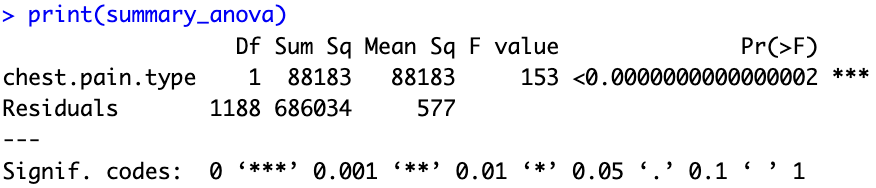 > print(summary_anova)
Df Sum Sq Mean Sq F value Pr(>F)
chest.pain.type 1 88183 88183 153 <0.0000000000000002 ***
Residuals 1188 686034 577
---
Signif. codes: 0 ‘***’ 0.001 ‘**’ 0.01 ‘*’ 0.05 ‘.’ 0.1 ‘ ’ 1